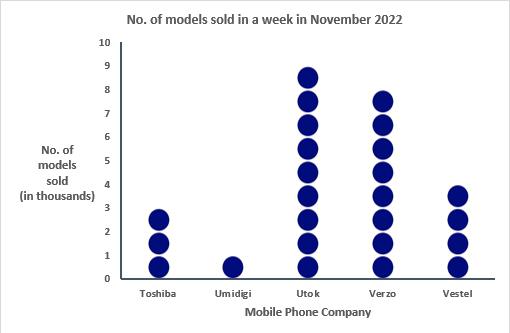 No. of models sold in a week in November 2022
10
9
8
7
6
5
4
3
2
1
0
No. of
models
sold
(in thousands)
Toshiba Umidigi Utok Verzo Vestel
Mobile Phone Company